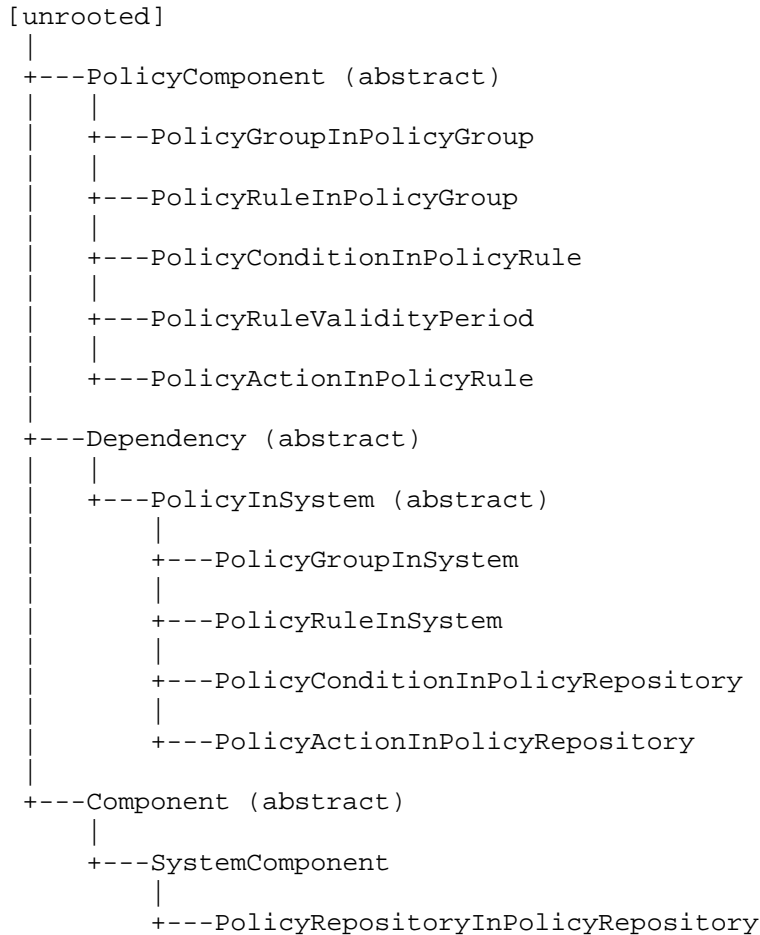 [unrooted]
|
+---PolicyComponent (abstract)
| |
| +---PolicyGroupInPolicyGroup
| |
| +---PolicyRuleInPolicyGroup
| |
| +---PolicyConditionInPolicyRule
| |
| +---PolicyRuleValidityPeriod
| |
| +---PolicyActionInPolicyRule
|
+---Dependency (abstract)
| |
| +---PolicyInSystem (abstract)
| |
| +---PolicyGroupInSystem
| |
| +---PolicyRuleInSystem
| |
| +---PolicyConditionInPolicyRepository
| |
| +---PolicyActionInPolicyRepository
|
+---Component (abstract)
|
+---SystemComponent
|
+---PolicyRepositoryInPolicyRepository